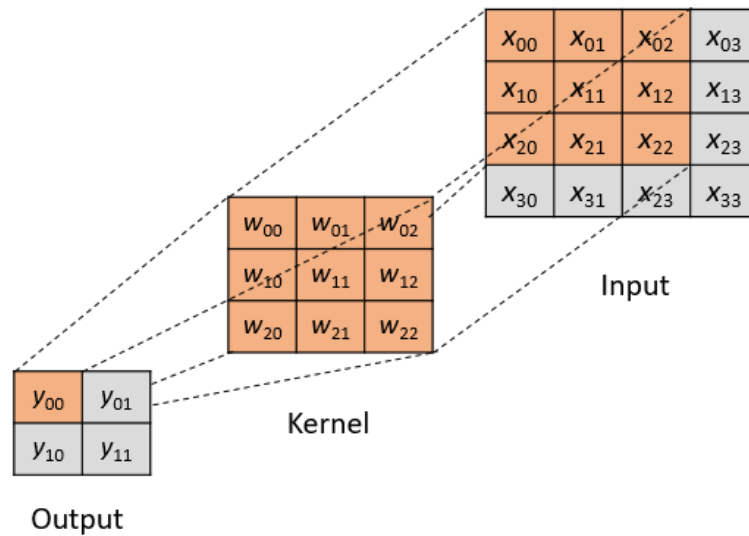 x00 x01 x02 x03
x10 x11 x12 x13
x20 x21 x22 x23
x30 x31 x23 x33
Input
w00 w01 w02
w10 w11 w12
w20 w21 w22
Kernel
y00 y01
y10 y11
Output